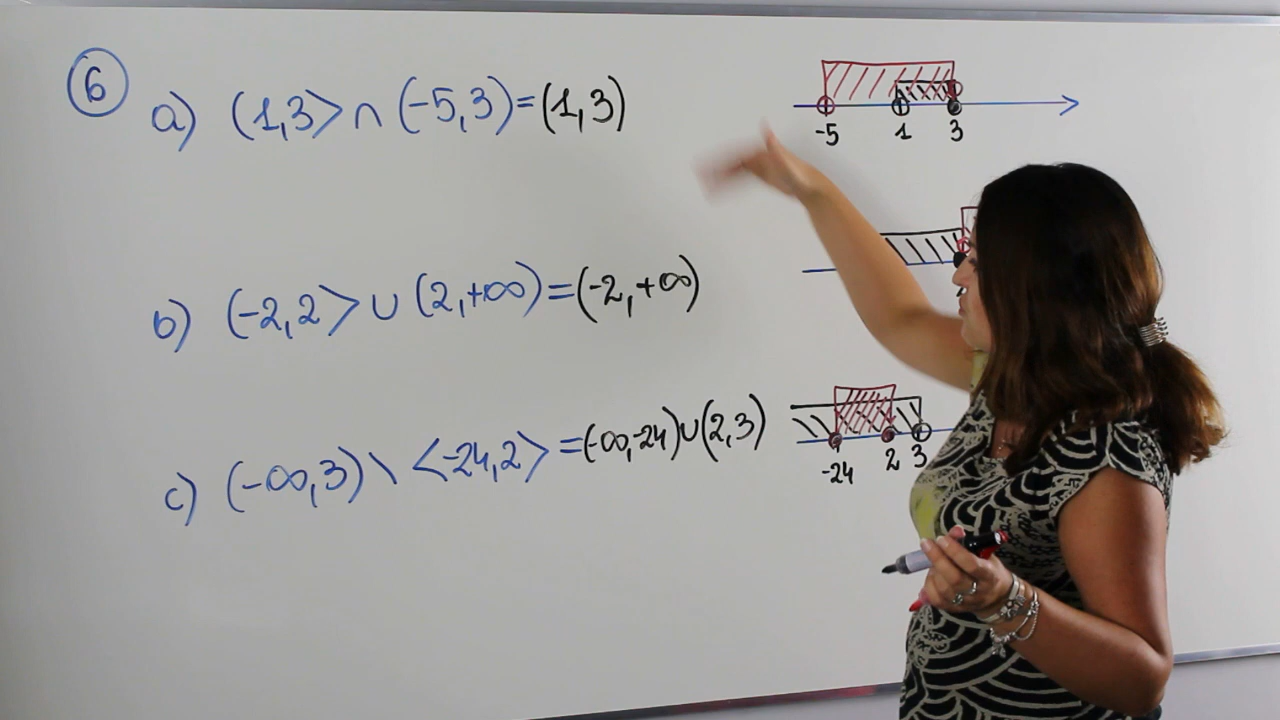 6
a) (1,3> ∩ (-5,3)=(1,3)
-5 1 3
b) (-2,2> ∪ (2,+∞)=(-2,+∞)
c) (-∞,3) \ <-24,2> =(-∞,-24)∪(2,3)
-24 2 3